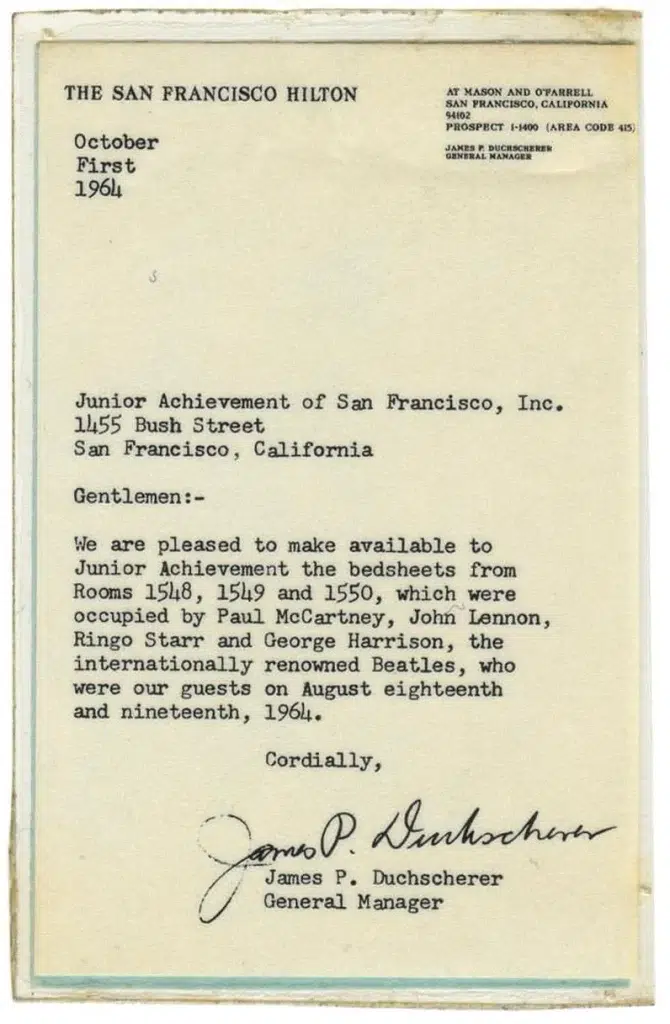 THE SAN FRANCISCO HILTON
AT MASON AND O'FARRELL
SAN FRANCISCO, CALIFORNIA
94102
PROSPECT 1-1400 (AREA CODE 415)
JAMES P. DUCHSCHERER
GENERAL MANAGER
October
First
1964
Junior Achievement of San Francisco, Inc.
1455 Bush Street
San Francisco, California
Gentlemen:-
We are pleased to make available to
Junior Achievement the bedsheets from
Rooms 1548, 1549 and 1550, which were
occupied by Paul McCartney, John Lennon,
Ringo Starr and George Harrison, the
internationally renowned Beatles, who
were our guests on August eighteenth
and nineteenth, 1964.
Cordially,
James P. Duchscherer
James P. Duchscherer
General Manager